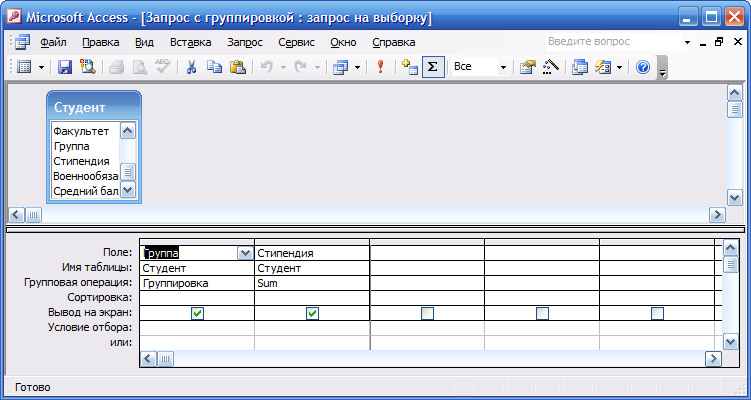 Microsoft Access - [Запрос с группировкой : запрос на выборку]
Файл Правка Вид Вставка Запрос Сервис Окно Справка Введите вопрос
Σ Все
Студент
Факультет
Группа
Стипендия
Военнообяза
Средний бал
Поле: Группа Стипендия
Имя таблицы: Студент Студент
Групповая операция: Группировка Sum
Сортировка:
Вывод на экран:
Условие отбора:
или:
Готово